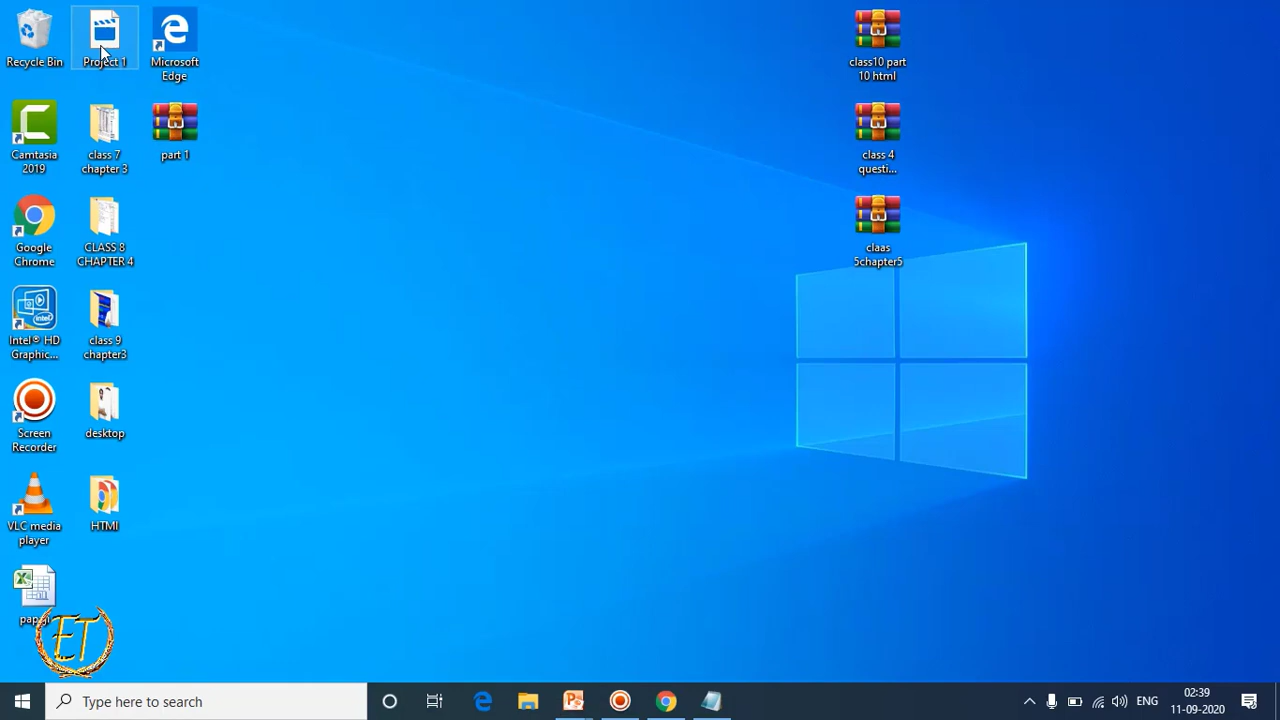 Recycle Bin
Project 1
Microsoft
Edge
Camtasia
2019
class 7
chapter 3
part 1
Google
Chrome
CLASS 8
CHAPTER 4
Intel® HD
Graphic...
class 9
chapter3
Screen
Recorder
desktop
VLC media
player
HTMl
ET
class10 part
10 html
class 4
questi...
claas
5chapter5
Type here to search
ENG
02:39
11-09-2020